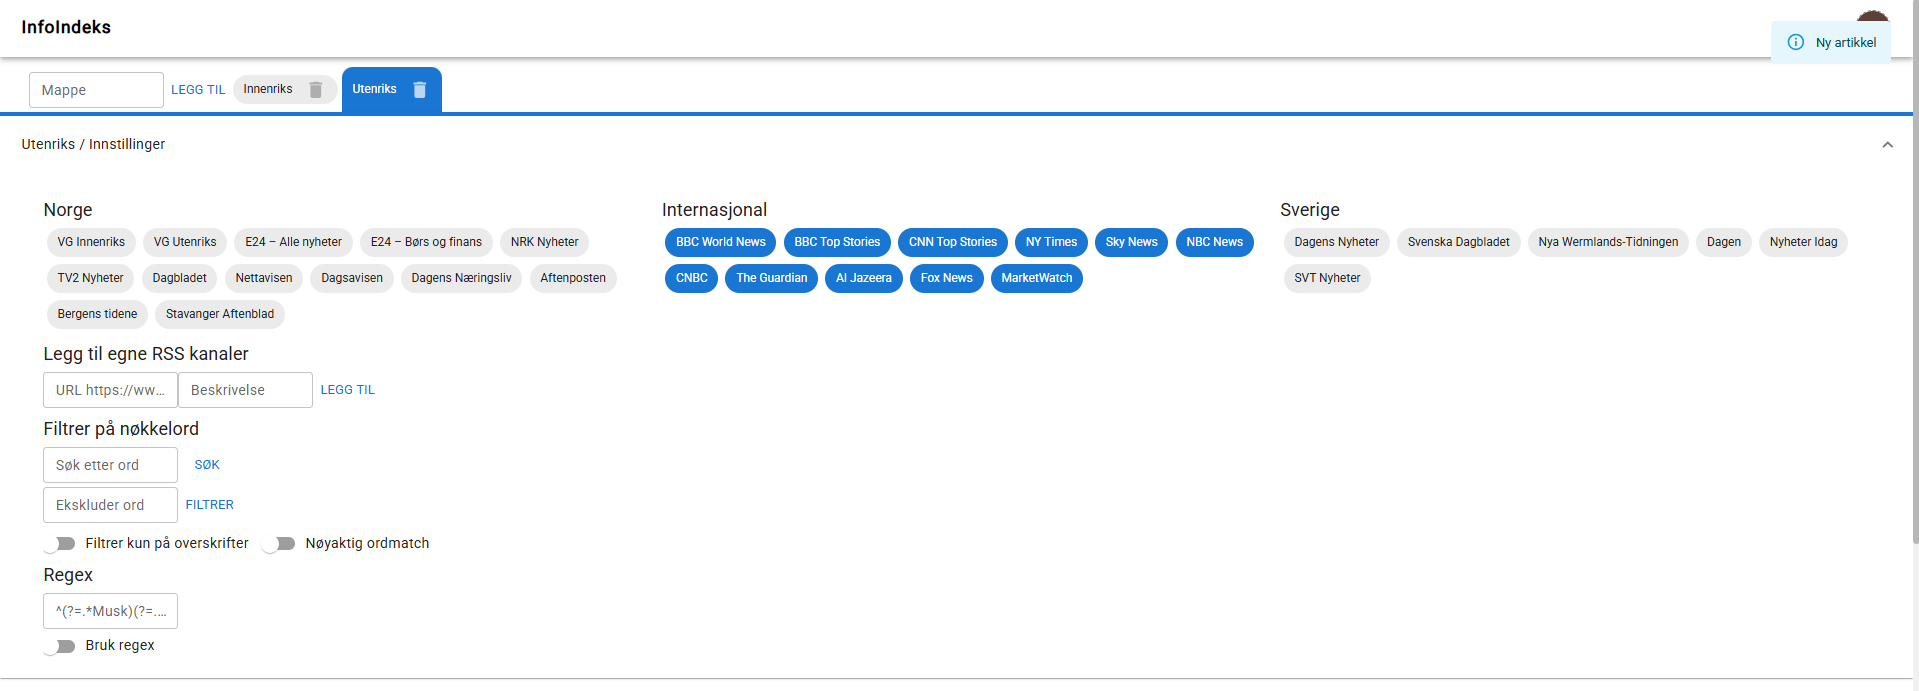 InfoIndeks
Ny artikkel
Mappe LEGG TIL Innenriks Utenriks
Utenriks / Innstillinger
Norge
VG Innenriks VG Utenriks E24 – Alle nyheter E24 – Børs og finans NRK Nyheter
TV2 Nyheter Dagbladet Nettavisen Dagsavisen Dagens Næringsliv Aftenposten
Bergens tidene Stavanger Aftenblad
Internasjonal
BBC World News BBC Top Stories CNN Top Stories NY Times Sky News NBC News
CNBC The Guardian Al Jazeera Fox News MarketWatch
Sverige
Dagens Nyheter Svenska Dagbladet Nya Wermlands-Tidningen Dagen Nyheter Idag
SVT Nyheter
Legg til egne RSS kanaler
URL https://ww... Beskrivelse LEGG TIL
Filtrer på nøkkelord
Søk etter ord SØK
Ekskluder ord FILTRER
Filtrer kun på overskrifter Nøyaktig ordmatch
Regex
^(?=.*Musk)(?=....
Bruk regex